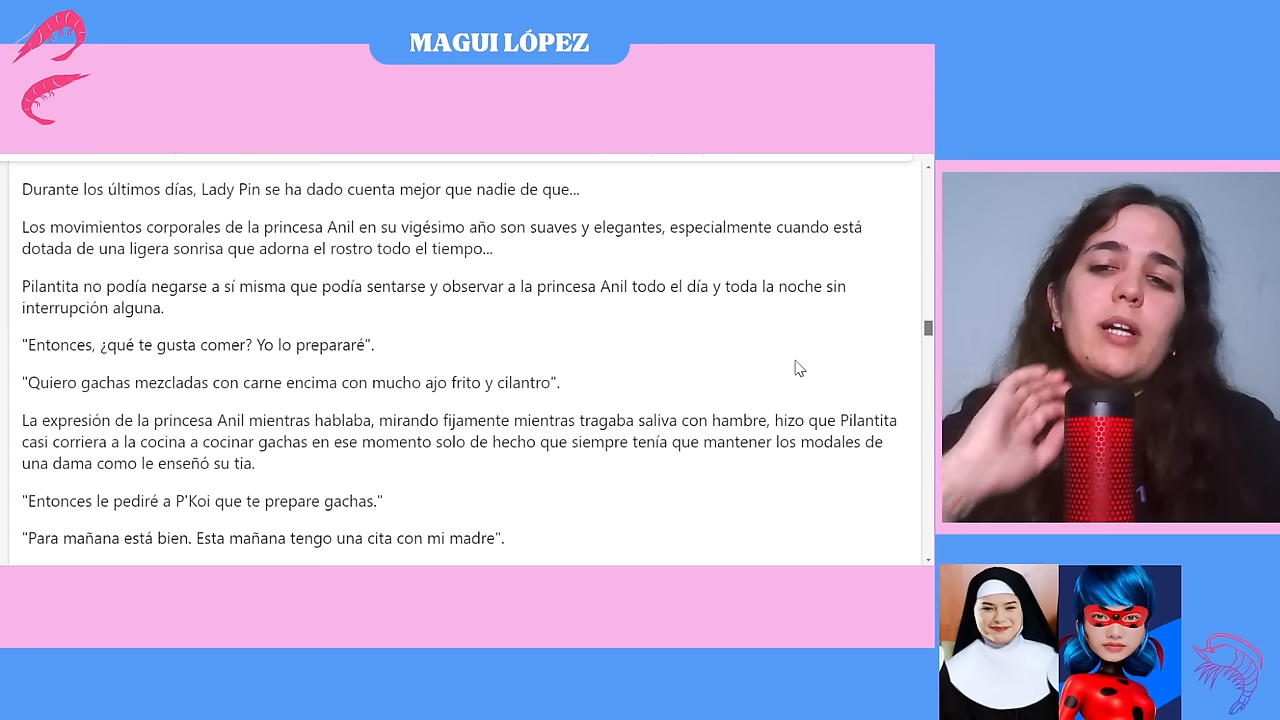 MAGUI LÓPEZ
Durante los últimos días, Lady Pin se ha dado cuenta mejor que nadie de que...
Los movimientos corporales de la princesa Anil en su vigésimo año son suaves y elegantes, especialmente cuando está
dotada de una ligera sonrisa que adorna el rostro todo el tiempo...
Pilantita no podía negarse a sí misma que podía sentarse y observar a la princesa Anil todo el día y toda la noche sin
interrupción alguna.
"Entonces, ¿qué te gusta comer? Yo lo prepararé".
"Quiero gachas mezcladas con carne encima con mucho ajo frito y cilantro".
La expresión de la princesa Anil mientras hablaba, mirando fijamente mientras tragaba saliva con hambre, hizo que Pilantita
casi corriera a la cocina a cocinar gachas en ese momento solo de hecho que siempre tenía que mantener los modales de
una dama como le enseñó su tia.
"Entonces le pediré a P'Koi que te prepare gachas."
"Para mañana está bien. Esta mañana tengo una cita con mi madre".